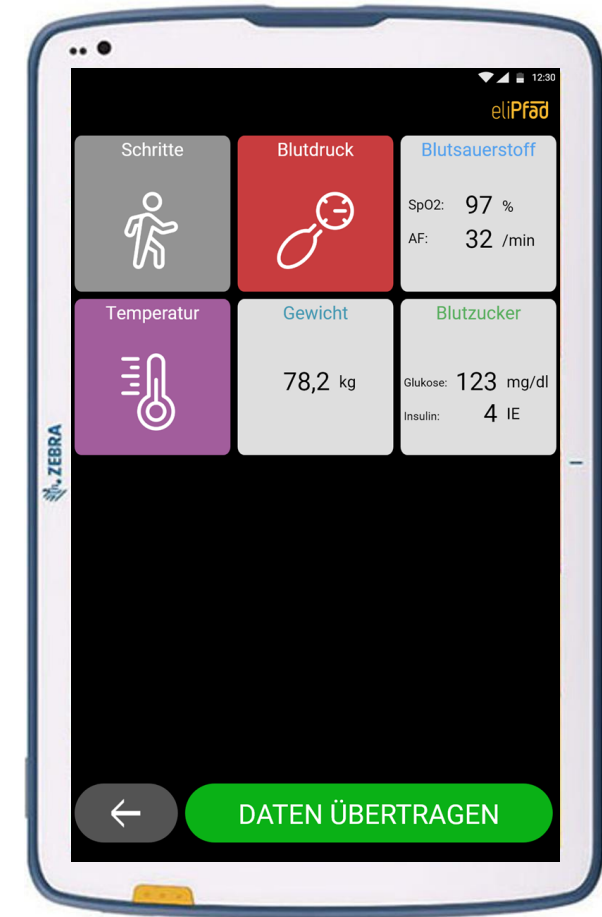 12:30
eliPfad
Schritte
Blutdruck
Blutsauerstoff
SpO2: 97 %
AF: 32 /min
Temperatur
Gewicht
78,2 kg
Blutzucker
Glukose: 123 mg/dl
Insulin: 4 IE
ZEBRA
DATEN ÜBERTRAGEN